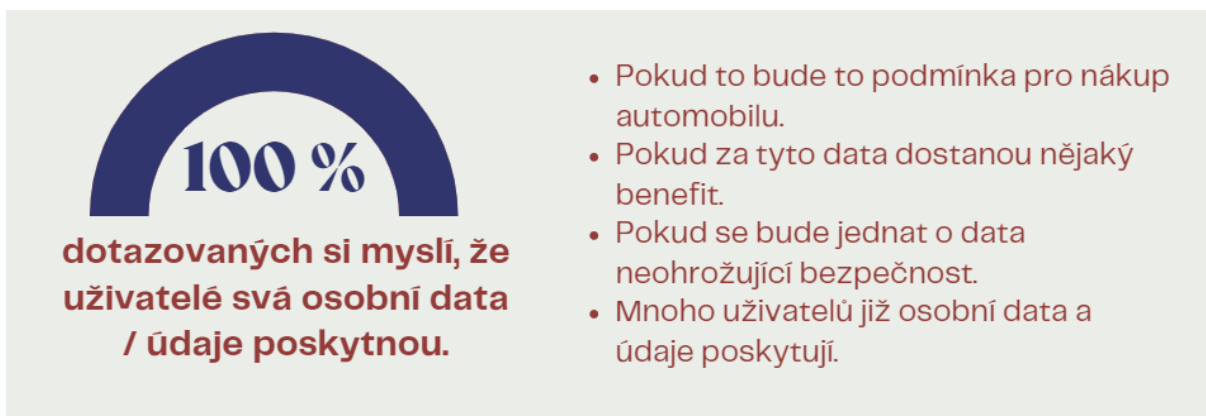 100 %
dotazovaných si myslí, že
uživatelé svá osobní data
/ údaje poskytnou.
• Pokud to bude to podmínka pro nákup
automobilu.
• Pokud za tyto data dostanou nějaký
benefit.
• Pokud se bude jednat o data
neohrožující bezpečnost.
• Mnoho uživatelů již osobní data a
údaje poskytují.